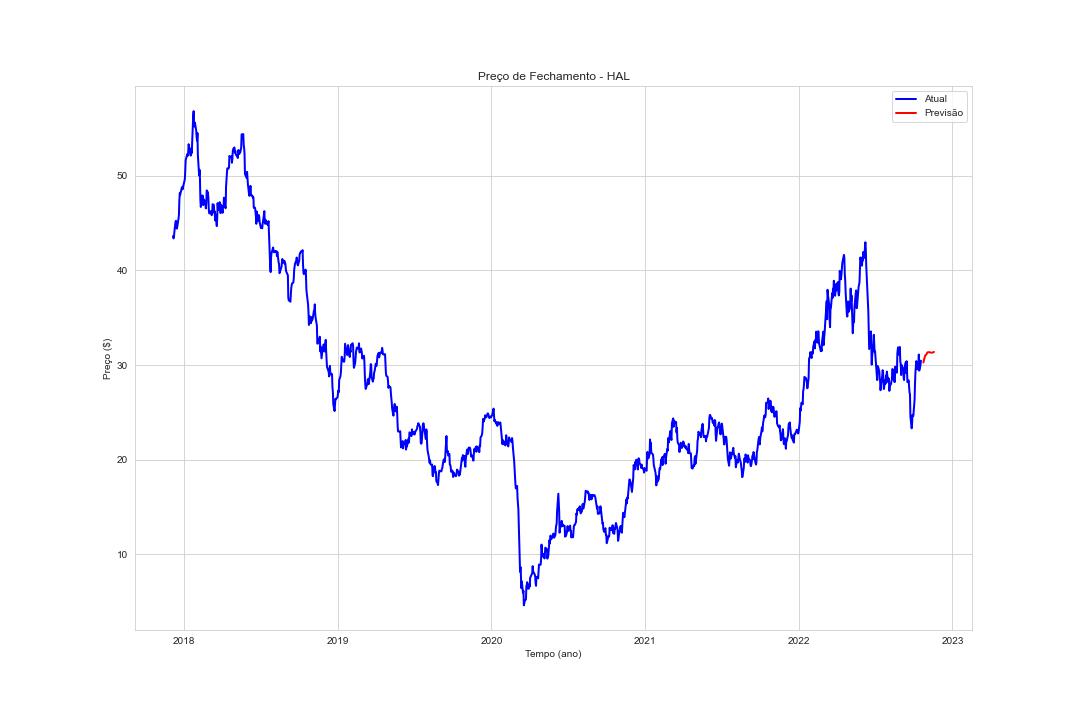 Preço de Fechamento - HAL
Atual
Previsão
Preço ($)
50
40
30
20
10
2018 2019 2020 2021 2022 2023
Tempo (ano)